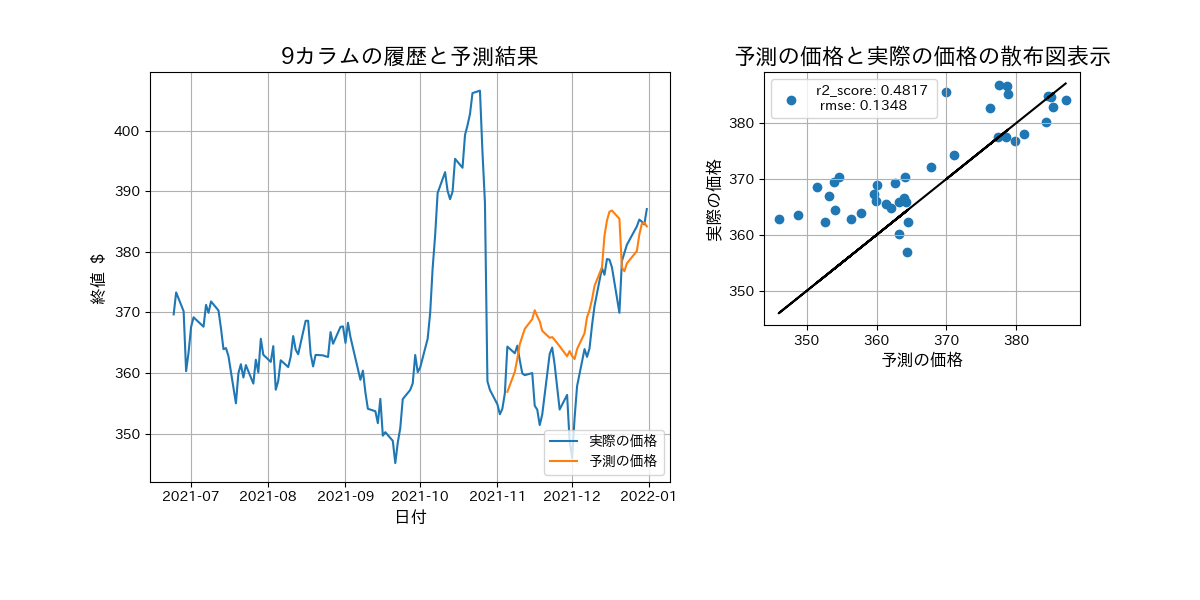 9カラムの履歴と予測結果
終値 $
400
390
380
370
360
350
2021-07 2021-08 2021-09 2021-10 2021-11 2021-12 2022-01
日付
実際の価格
予測の価格
予測の価格と実際の価格の散布図表示
r2_score: 0.4817
rmse: 0.1348
実際の価格
380
370
360
350
350 360 370 380
予測の価格